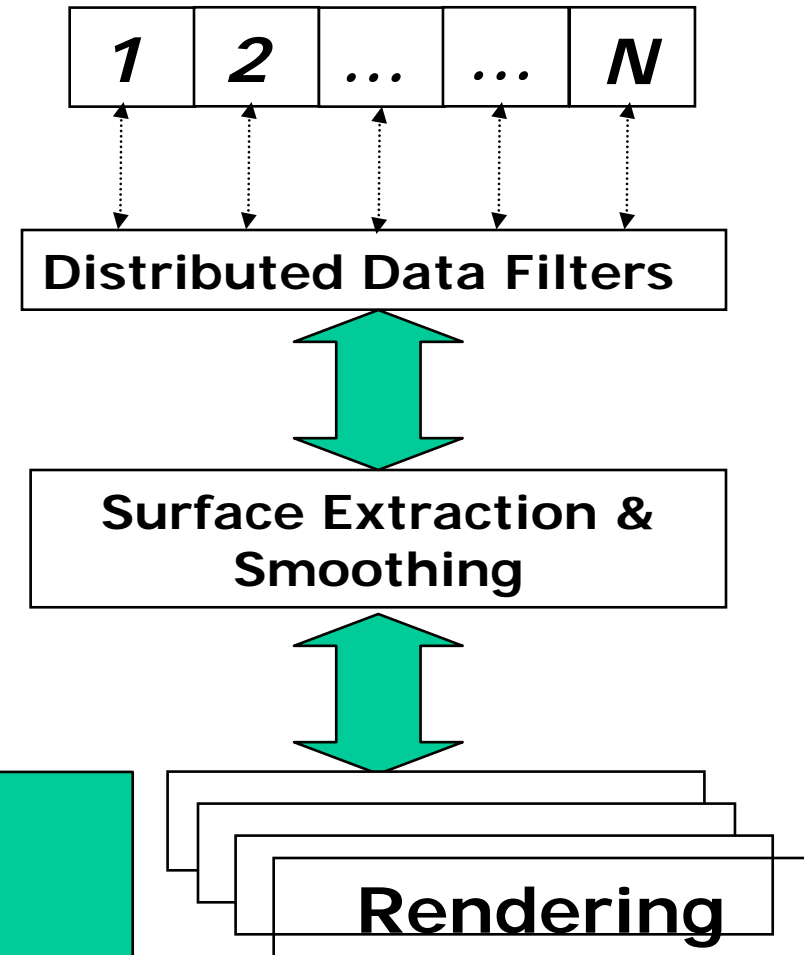 1 2 ... ... N
Distributed Data Filters
Surface Extraction &
Smoothing
Rendering